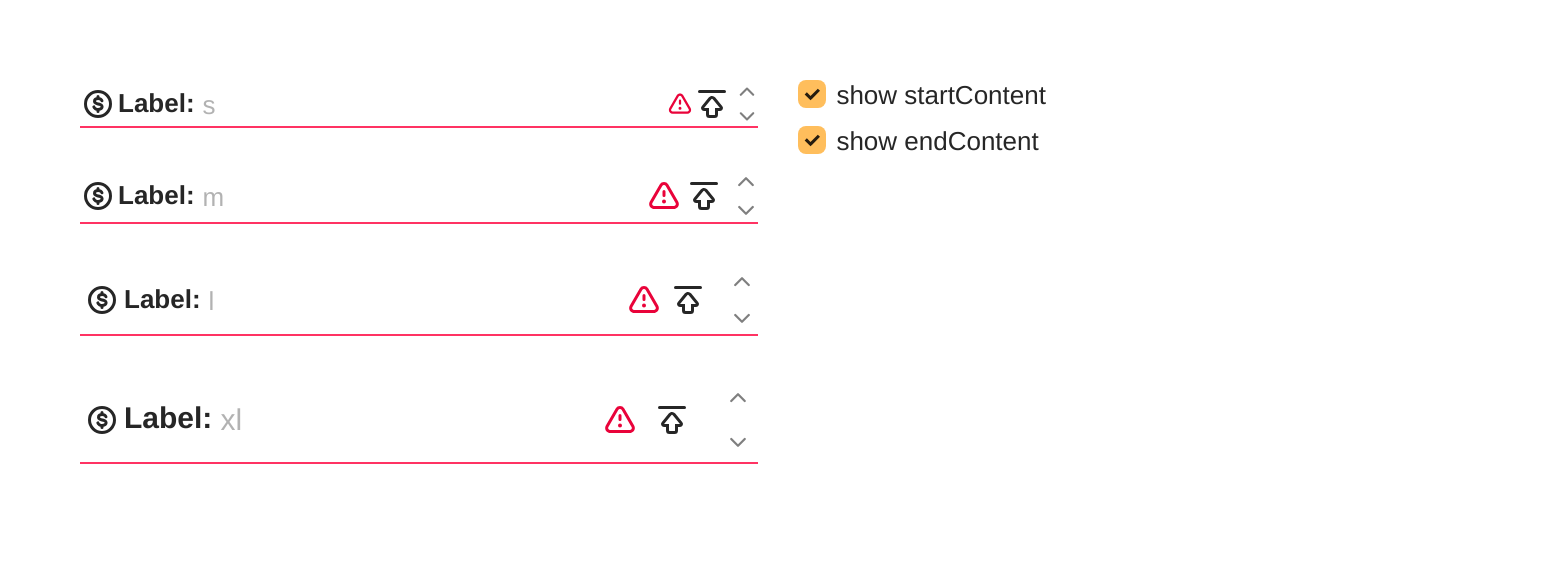 Label: s
Label: m
Label: l
Label: xl
show startContent
show endContent